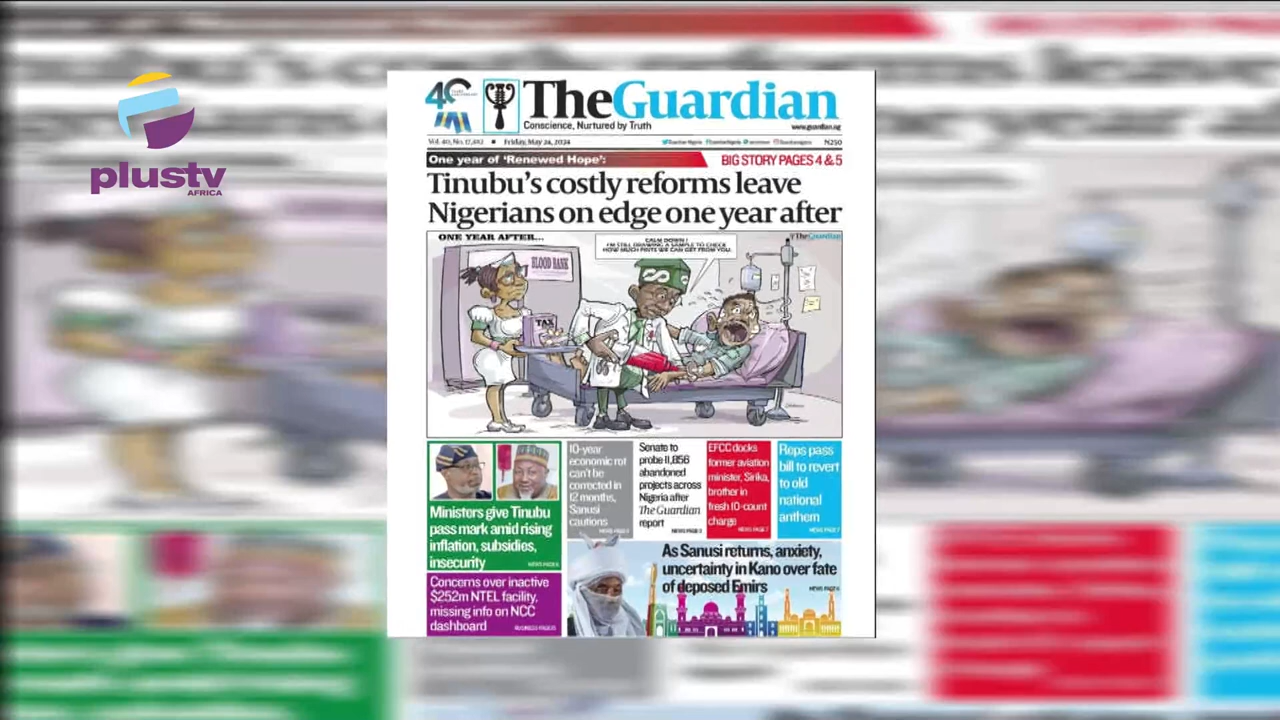 plustv
AFRICA
40
TheGuardian
Conscience, Nurtured by Truth
www.guardian.ng
Friday, May 24, 2024
N250
One year of 'Renewed Hope':
BIG STORY PAGES 4 & 5
Tinubu's costly reforms leave
Nigerians on edge one year after
ONE YEAR AFTER...
TheGuardian
CALM DOWN!
I'M STILL DRAWING A SAMPLE TO CHECK
HOW MUCH PINTS WE CAN GET FROM YOU.
BLOOD BANK
TAX
Ministers give Tinubu
pass mark amid rising
inflation, subsidies,
insecurity
10-year
economic rot
can't be
corrected in
12 months,
Sanusi
cautions
Senate to
probe 11,856
abandoned
projects across
Nigeria after
The Guardian
report
EFCC docks
former aviation
minister, Sirika,
brother in
fresh 10-count
charge
Reps pass
bill to revert
to old
national
anthem
Concerns over inactive
$252m NTEL facility,
missing info on NCC
dashboard
As Sanusi returns, anxiety,
uncertainty in Kano over fate
of deposed Emirs